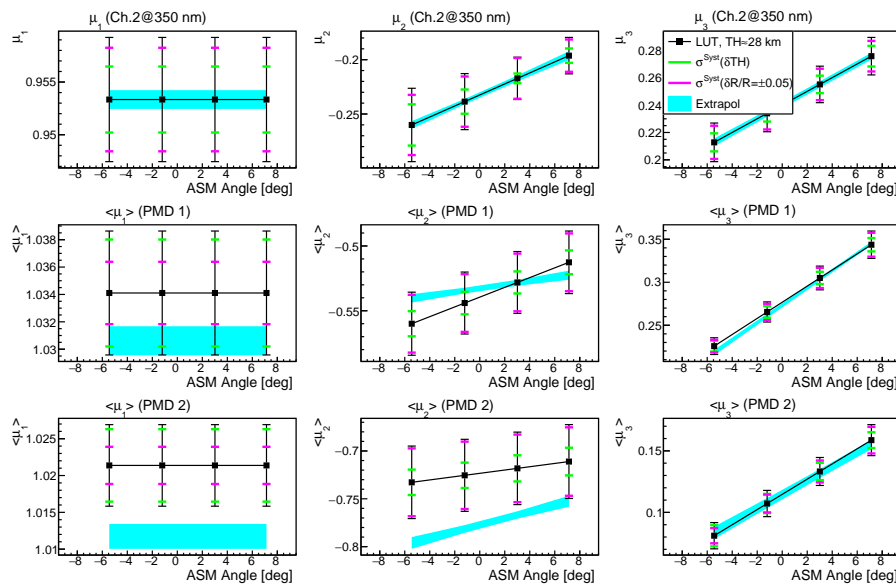 μ₁ (Ch.2@350 nm)
μ₁
0.955
0.95
−8 −6 −4 −2 0 2 4 6 8
ASM Angle [deg]
μ₂ (Ch.2@350 nm)
μ₂
−0.2
−0.25
−8 −6 −4 −2 0 2 4 6 8
ASM Angle [deg]
μ₃ (Ch.2@350 nm)
μ₃
0.28
0.26
0.24
0.22
0.2
LUT, TH≈28 km
σ^Syst(δTH)
σ^Syst(δR/R=±0.05)
Extrapol
−8 −6 −4 −2 0 2 4 6 8
ASM Angle [deg]
<μ₁> (PMD 1)
<μ₁>
1.038
1.036
1.034
1.032
1.03
−8 −6 −4 −2 0 2 4 6 8
ASM Angle [deg]
<μ₂> (PMD 1)
<μ₂>
−0.5
−0.55
−8 −6 −4 −2 0 2 4 6 8
ASM Angle [deg]
<μ₃> (PMD 1)
<μ₃>
0.35
0.3
0.25
−8 −6 −4 −2 0 2 4 6 8
ASM Angle [deg]
<μ₁> (PMD 2)
<μ₁>
1.025
1.02
1.015
1.01
−8 −6 −4 −2 0 2 4 6 8
ASM Angle [deg]
<μ₂> (PMD 2)
<μ₂>
−0.7
−0.75
−0.8
−8 −6 −4 −2 0 2 4 6 8
ASM Angle [deg]
<μ₃> (PMD 2)
<μ₃>
0.15
0.1
−8 −6 −4 −2 0 2 4 6 8
ASM Angle [deg]